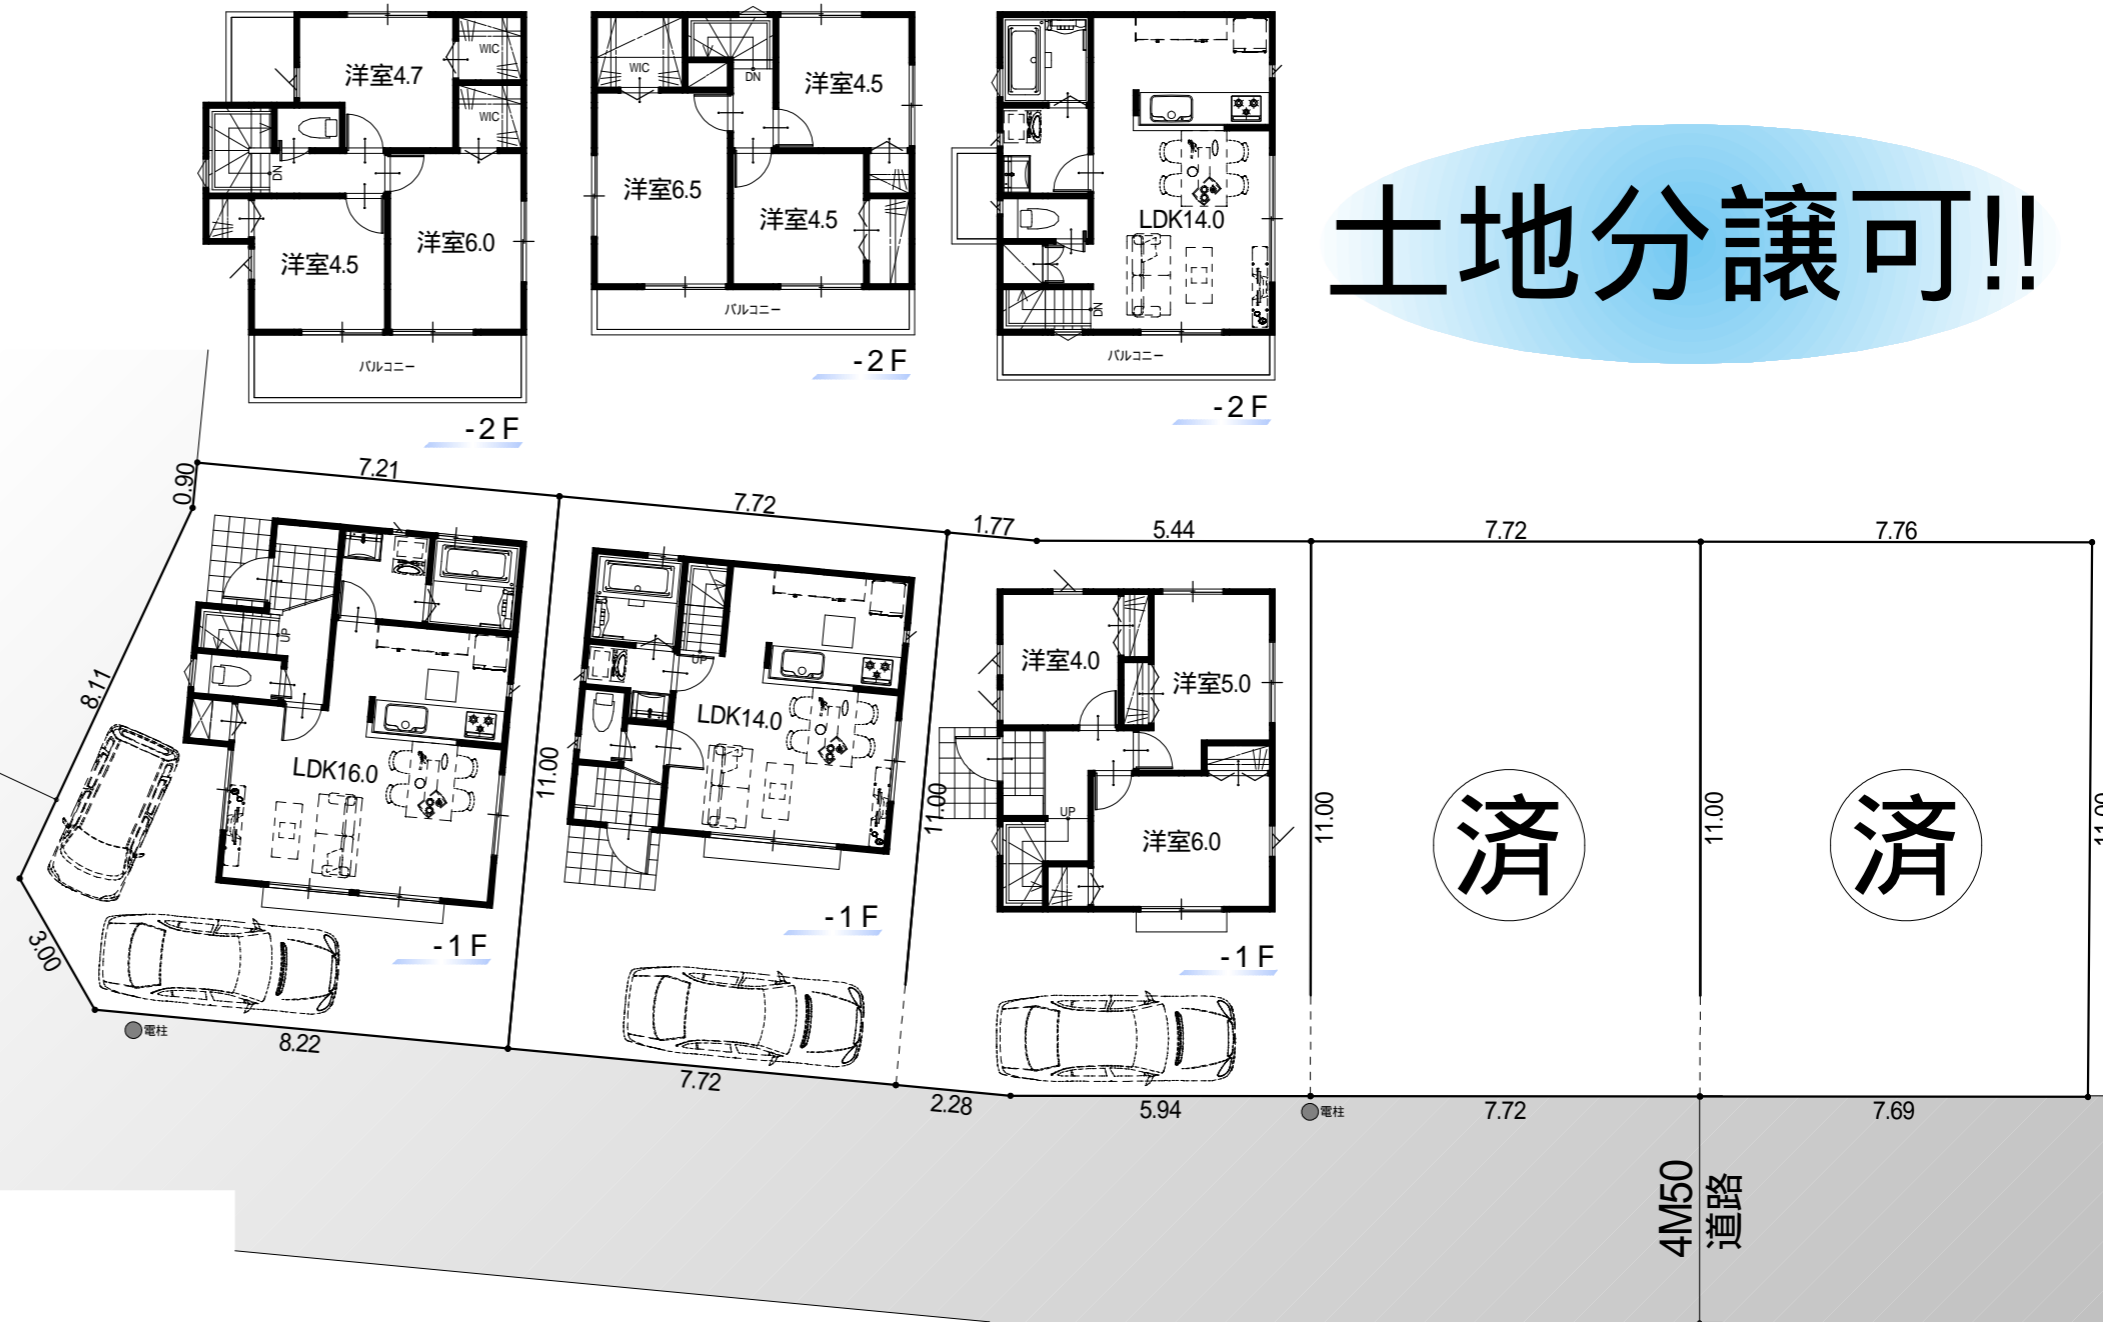 洋室4.7
WIC
WIC
DN
洋室4.5
洋室6.0
バルコニー
-2F
WIC
DN
洋室4.5
洋室6.5
洋室4.5
バルコニー
-2F
LDK14.0
DN
バルコニー
-2F
土地分譲可!!
0.90
7.21
7.72
1.77
5.44
7.72
7.76
8.11
3.00
UP
LDK16.0
-1F
11.00
UP
LDK14.0
-1F
11.00
洋室4.0
洋室5.0
UP
洋室6.0
-1F
11.00
済
11.00
済
11.00
電柱
8.22
7.72
2.28
5.94
電柱
7.72
7.69
4M50
道路